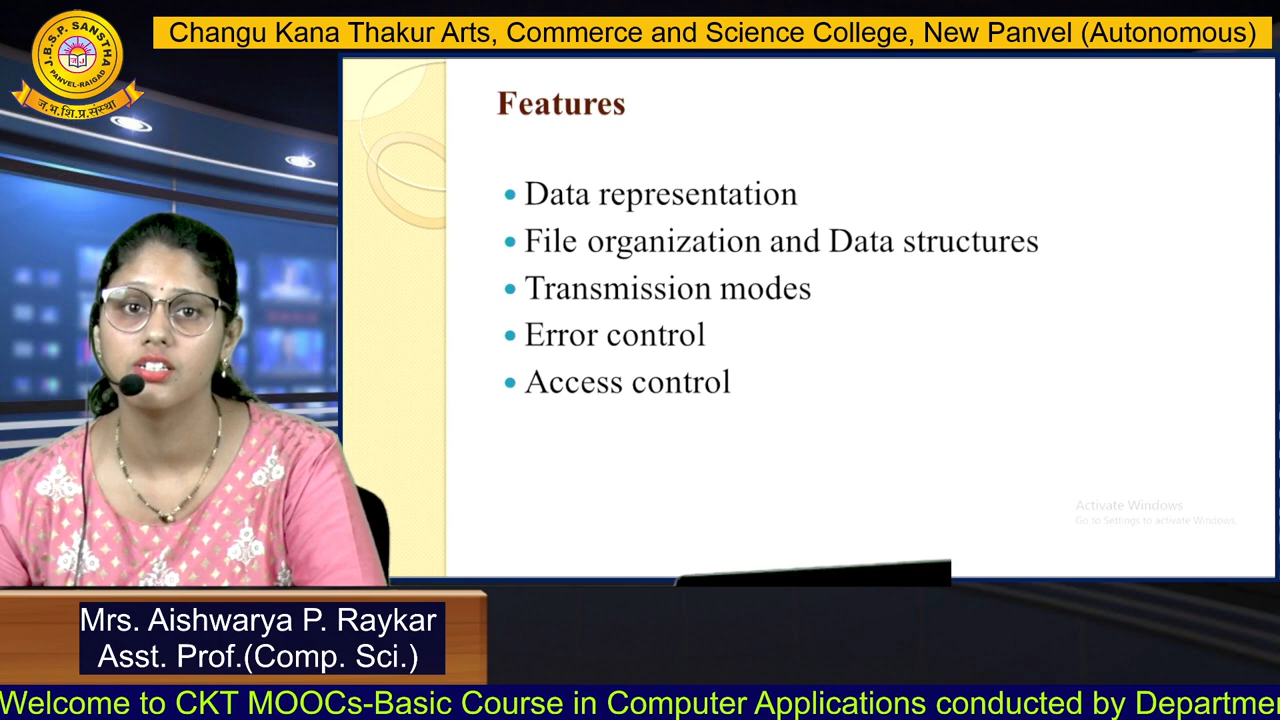 Changu Kana Thakur Arts, Commerce and Science College, New Panvel (Autonomous)
J.B.S.P. SANSTHA
PANVEL-RAIGAD
ज.भ.शि.प्र.संस्था
Features
• Data representation
• File organization and Data structures
• Transmission modes
• Error control
• Access control
Activate Windows
Go to Settings to activate Windows.
Mrs. Aishwarya P. Raykar
Asst. Prof.(Comp. Sci.)
Welcome to CKT MOOCs-Basic Course in Computer Applications conducted by Departme